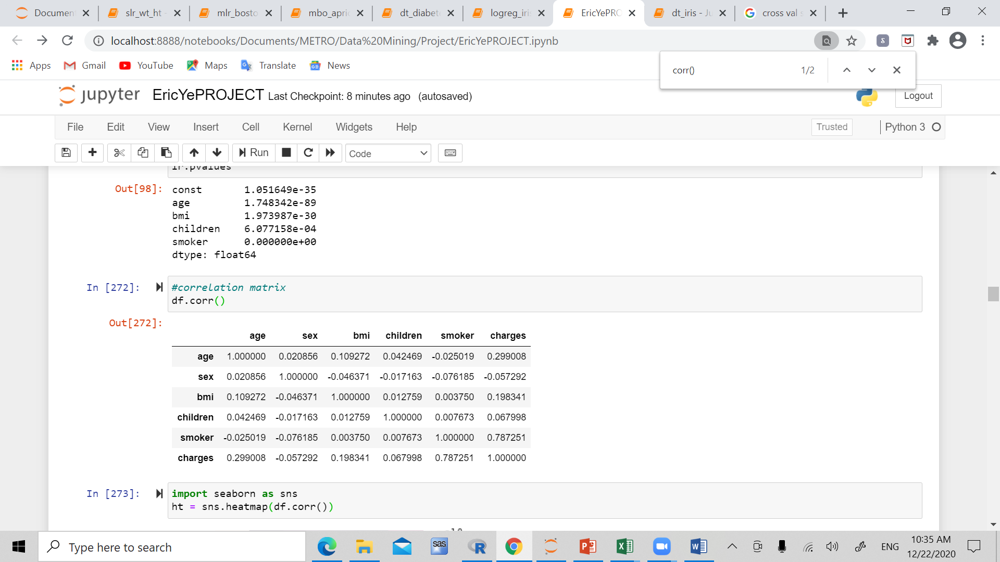 Document
slr_wt_ht -
mlr_bosto
mbo_apric
dt_diabete
logreg_iris
EricYePRO
dt_iris - Ju
cross val s
localhost:8888/notebooks/Documents/METRO/Data%20Mining/Project/EricYePROJECT.ipynb
Apps Gmail YouTube Maps Translate News
corr() 1/2
jupyter EricYePROJECT Last Checkpoint: 8 minutes ago (autosaved)
Logout
File Edit View Insert Cell Kernel Widgets Help
Trusted Python 3
Run Code
lr.pvalues
Out[98]: const 1.051649e-35
age 1.748342e-89
bmi 1.973987e-30
children 6.077158e-04
smoker 0.000000e+00
dtype: float64
In [272]: #correlation matrix
df.corr()
Out[272]:
age sex bmi children smoker charges
age 1.000000 0.020856 0.109272 0.042469 -0.025019 0.299008
sex 0.020856 1.000000 -0.046371 -0.017163 -0.076185 -0.057292
bmi 0.109272 -0.046371 1.000000 0.012759 0.003750 0.198341
children 0.042469 -0.017163 0.012759 1.000000 0.007673 0.067998
smoker -0.025019 -0.076185 0.003750 0.007673 1.000000 0.787251
charges 0.299008 -0.057292 0.198341 0.067998 0.787251 1.000000
In [273]: import seaborn as sns
ht = sns.heatmap(df.corr())
Type here to search
sas
ENG
10:35 AM
12/22/2020